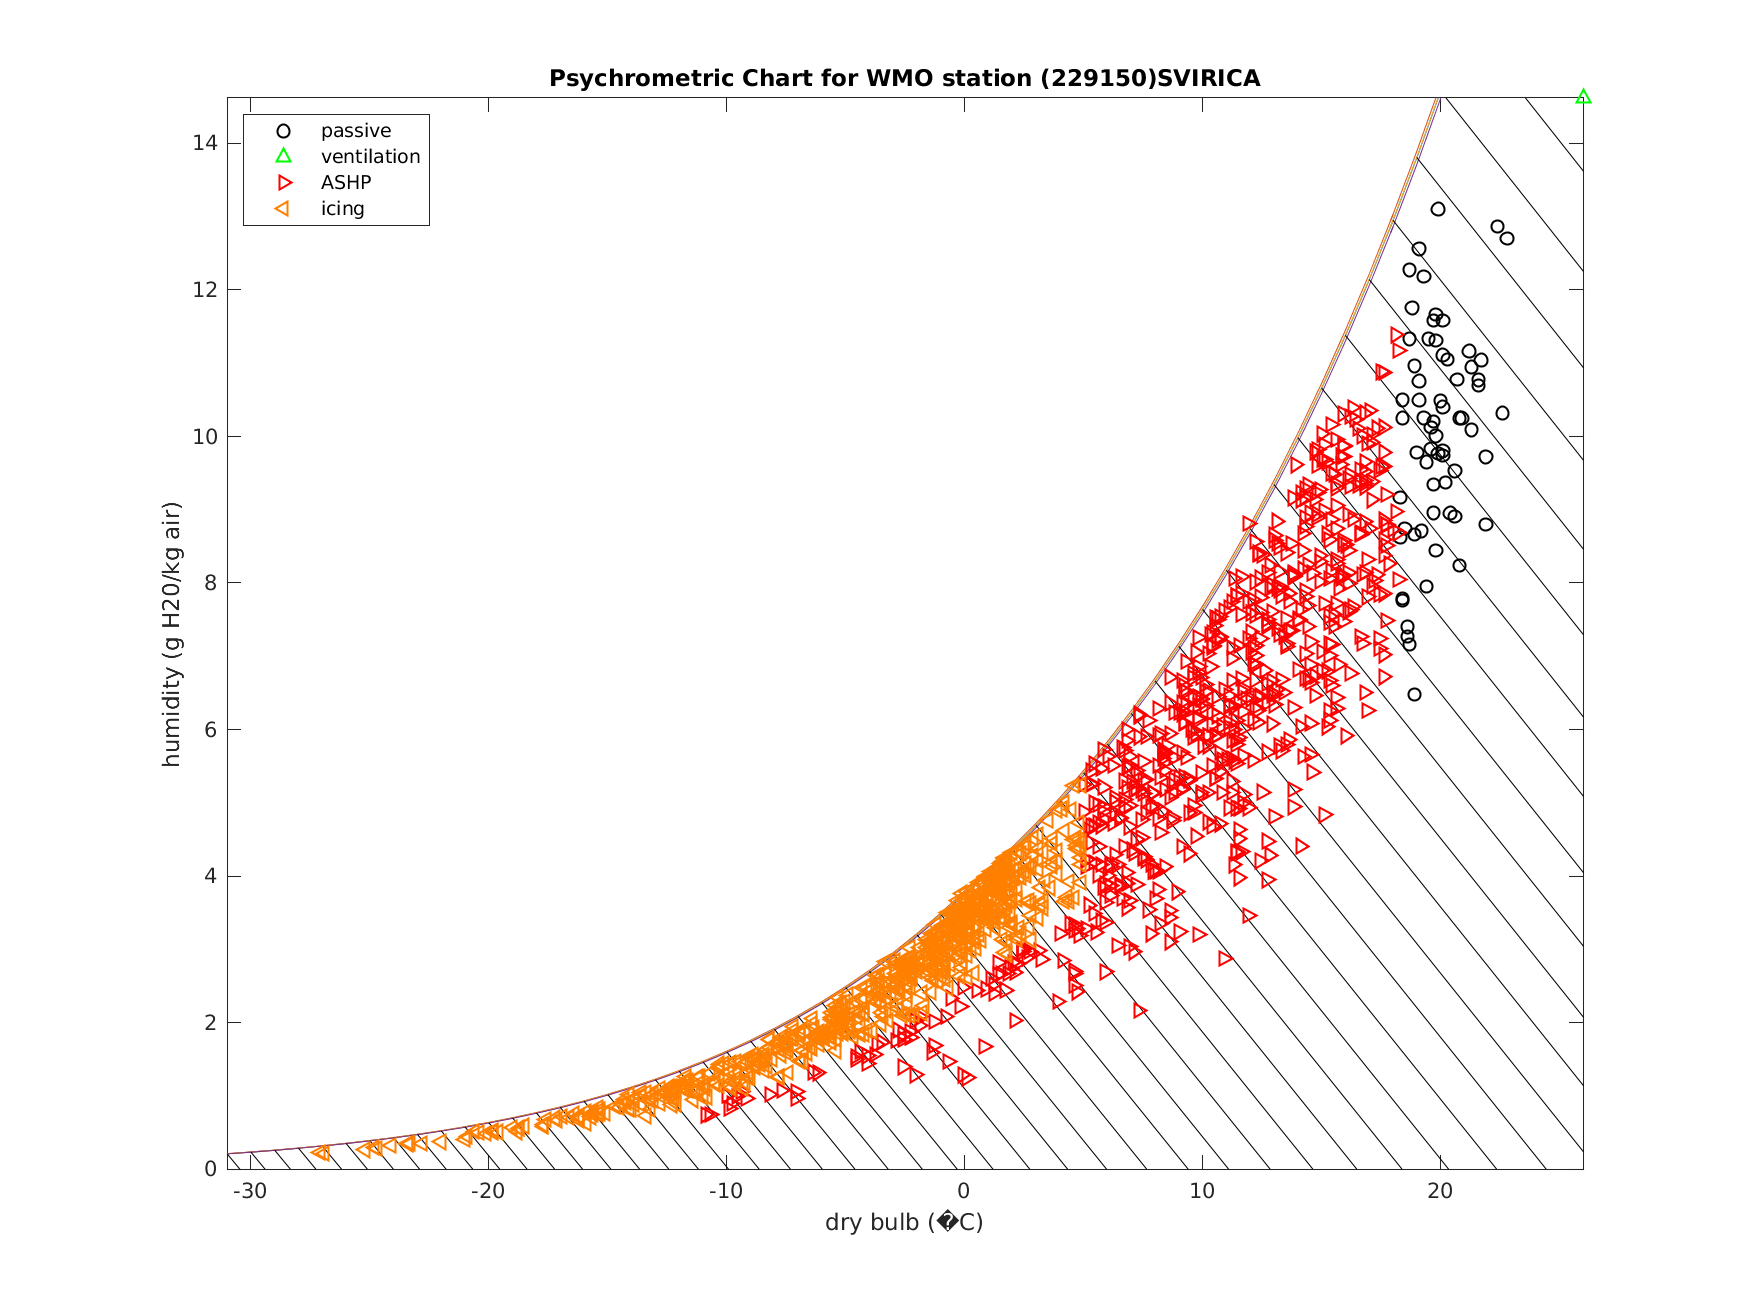 Psychrometric Chart for WMO station (229150)SVIRICA
passive
ventilation
ASHP
icing
humidity (g H20/kg air)
14
12
10
8
6
4
2
0
-30 -20 -10 0 10 20
dry bulb (�C)